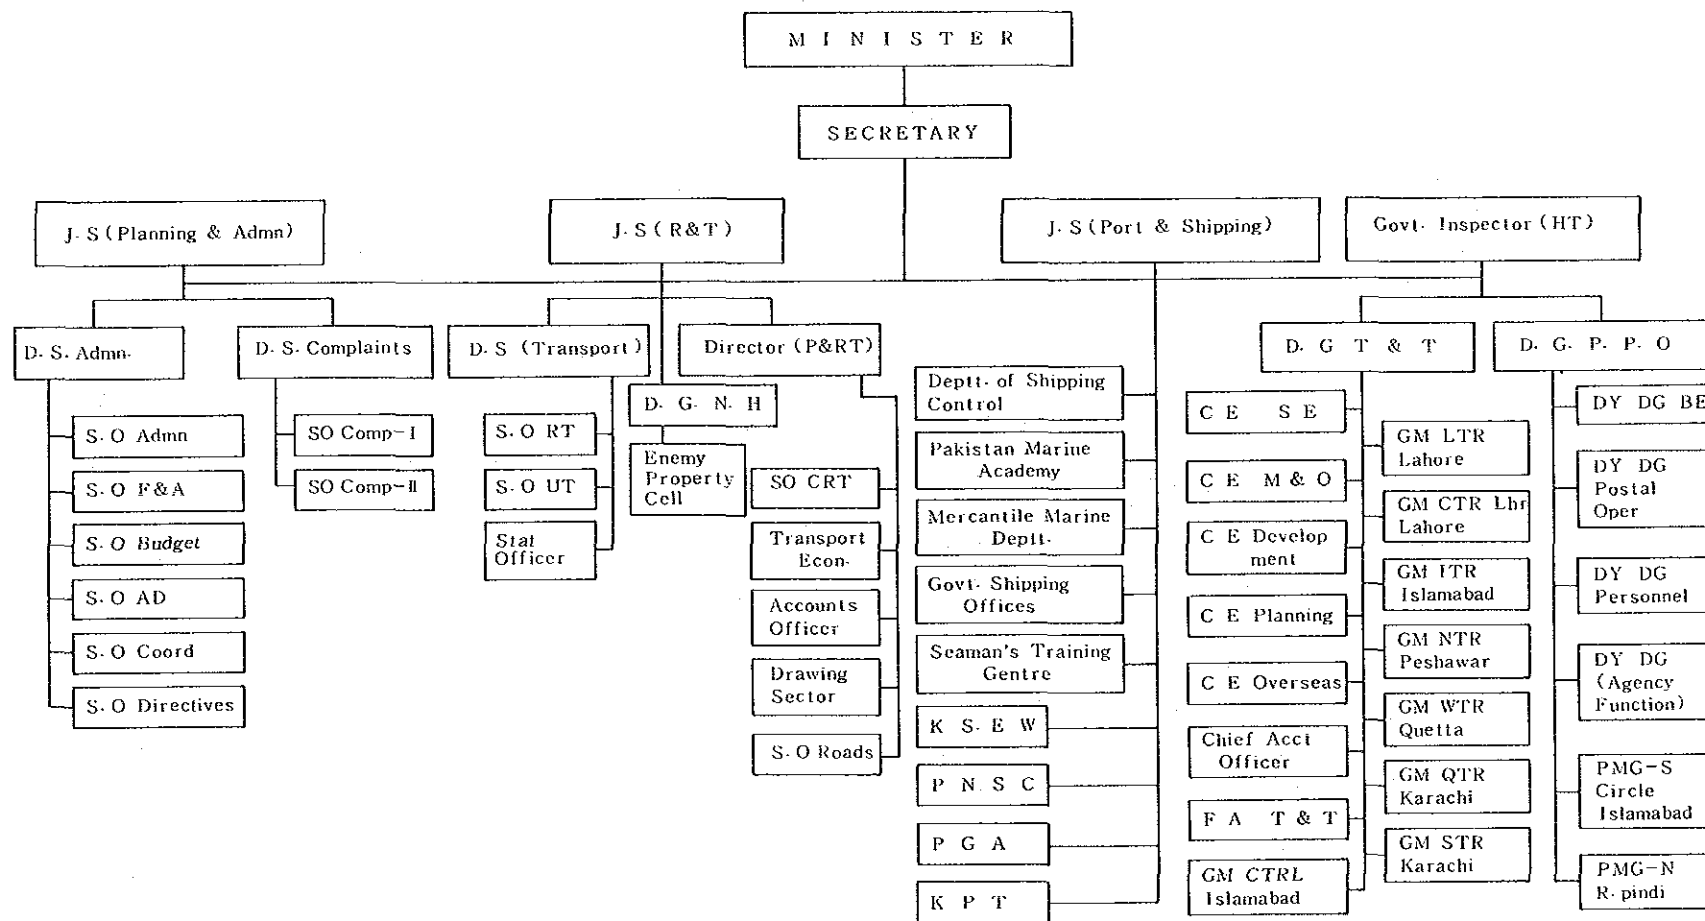 MINISTER
SECRETARY
J.S (Planning & Admn)
J.S (R&T)
J.S (Port & Shipping)
Govt. Inspector (HT)
D.S. Admn.
D.S. Complaints
D.S (Transport)
Director (P&RT)
D. G T & T
D. G. P. P. O
S.O Admn
S.O F&A
S.O Budget
S.O AD
S.O Coord
S.O Directives
SO Comp-I
SO Comp-II
S.O RT
S.O UT
Stat
Officer
D. G. N. H
Enemy
Property
Cell
SO CRT
Transport
Econ.
Accounts
Officer
Drawing
Sector
S.O Roads
Deptt. of Shipping
Control
Pakistan Marine
Academy
Mercantile Marine
Deptt.
Govt. Shipping
Offices
Seaman's Training
Gentre
K S. E W
P N. S C
P G A
K P T
C E S E
C E M & O
C E Develop
ment
C E Planning
C E Overseas
Chief Acct
Officer
F A T & T
GM CTRL
Islamabad
GM LTR
Lahore
GM CTR Lhr
Lahore
GM ITR
Islamabad
GM NTR
Peshawar
GM WTR
Quetta
GM QTR
Karachi
GM STR
Karachi
DY DG BE
DY DG
Postal
Oper
DY DG
Personnel
DY DG
(Agency
Function)
PMG-S
Circle
Islamabad
PMG-N
R.pindi